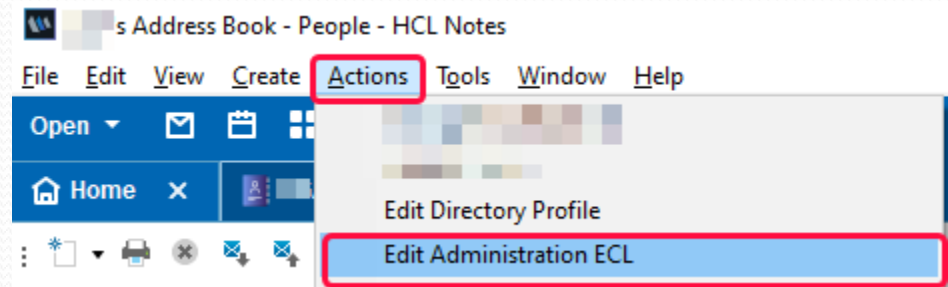 s Address Book - People - HCL Notes
File Edit View Create Actions Tools Window Help
Open
Home
Edit Directory Profile
Edit Administration ECL